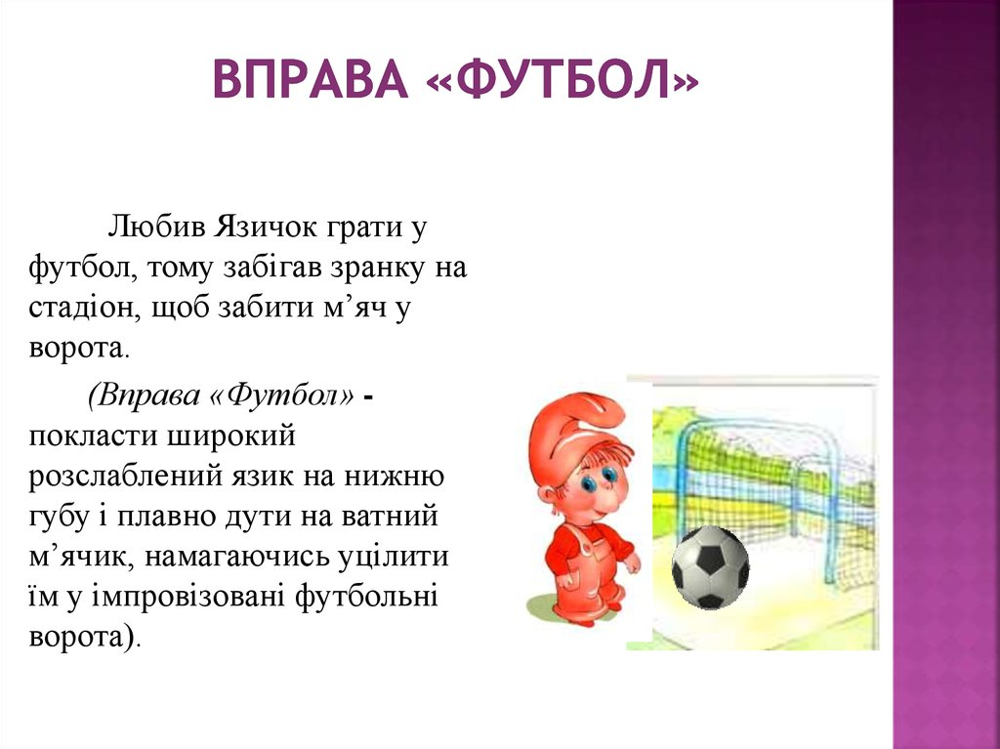 ВПРАВА «ФУТБОЛ»
Любив Язичок грати у
футбол, тому забігав зранку на
стадіон, щоб забити м’яч у
ворота.
(Вправа «Футбол» -
покласти широкий
розслаблений язик на нижню
губу і плавно дути на ватний
м’ячик, намагаючись уцілити
їм у імпровізовані футбольні
ворота).